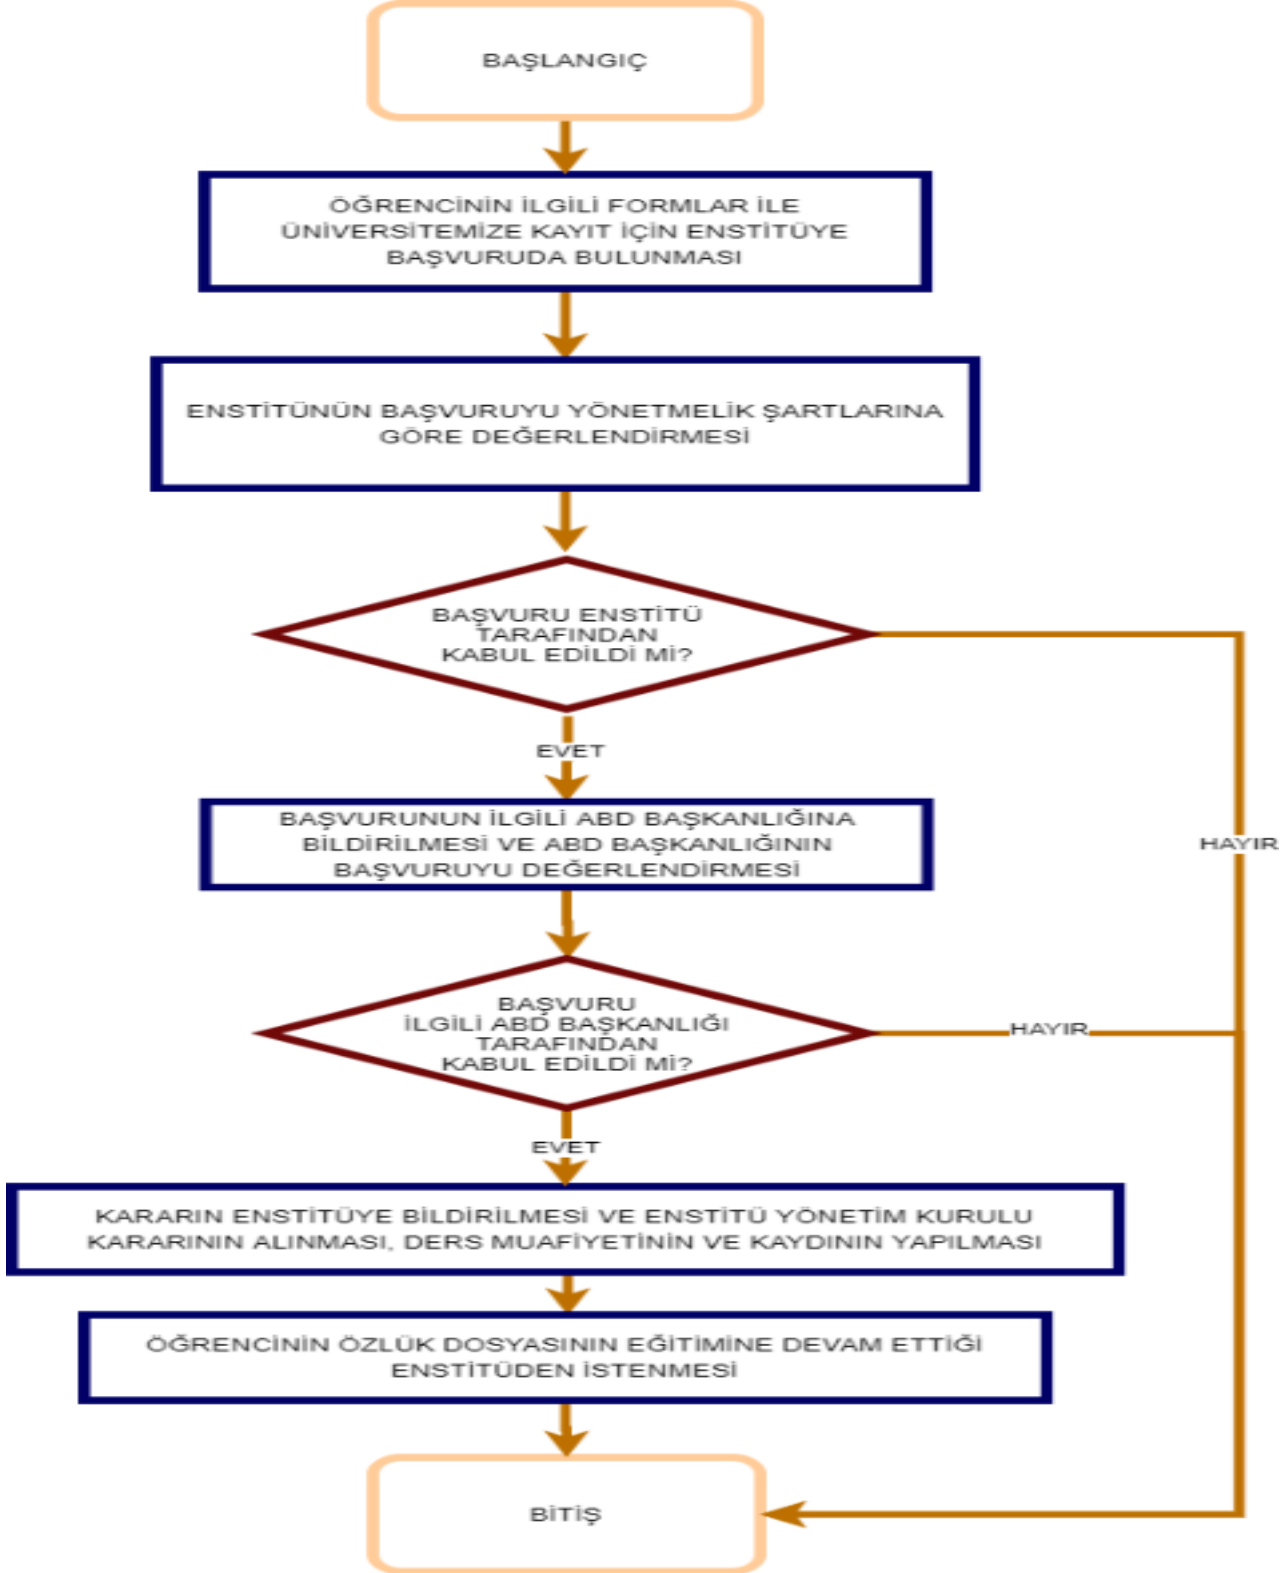 BAŞLANGIÇ
ÖĞRENCİNİN İLGİLİ FORMLAR İLE
ÜNİVERSİTEMİZE KAYIT İÇİN ENSTİTÜYE
BAŞVURUDA BULUNMASI
ENSTİTÜNÜN BAŞVURUYU YÖNETMELİK ŞARTLARINA
GÖRE DEĞERLENDİRMESİ
BAŞVURU ENSTİTÜ
TARAFINDAN
KABUL EDİLDİ Mİ?
EVET
BAŞVURUNUN İLGİLİ ABD BAŞKANLIĞINA
BİLDİRİLMESİ VE ABD BAŞKANLIĞININ
BAŞVURUYU DEĞERLENDİRMESİ
HAYIR
BAŞVURU
İLGİLİ ABD BAŞKANLIĞI
TARAFINDAN
KABUL EDİLDİ Mİ?
HAYIR
EVET
KARARIN ENSTİTÜYE BİLDİRİLMESİ VE ENSTİTÜ YÖNETİM KURULU
KARARININ ALINMASI, DERS MUAFİYETİNİN VE KAYDININ YAPILMASI
ÖĞRENCİNİN ÖZLÜK DOSYASININ EĞİTİMİNE DEVAM ETTİĞİ
ENSTİTÜDEN İSTENMESİ
BİTİŞ